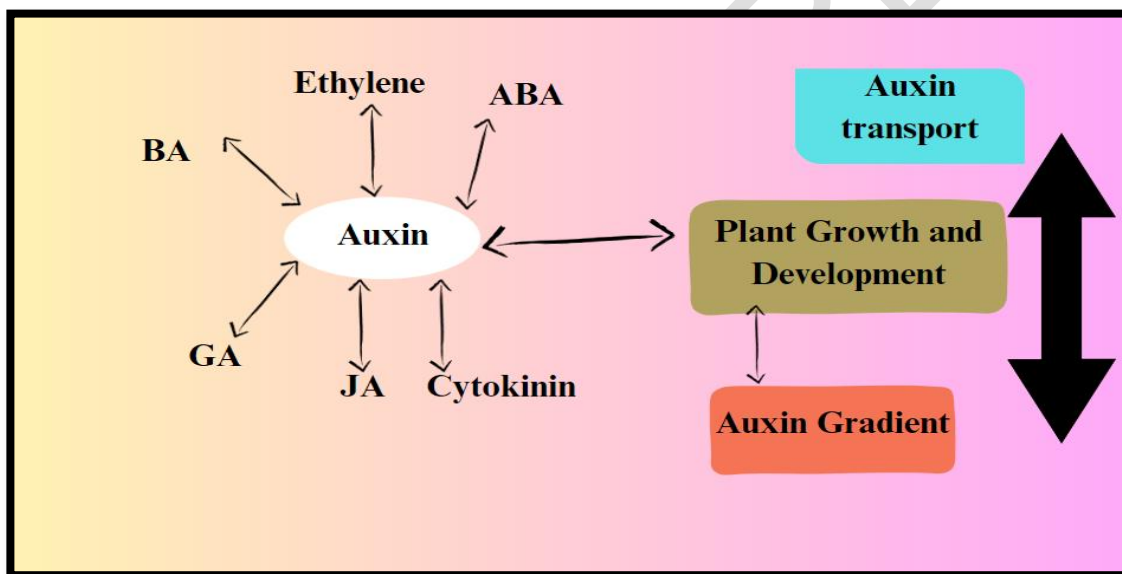 Ethylene
ABA
BA
Auxin
GA
JA
Cytokinin
Auxin
transport
Plant Growth and
Development
Auxin Gradient